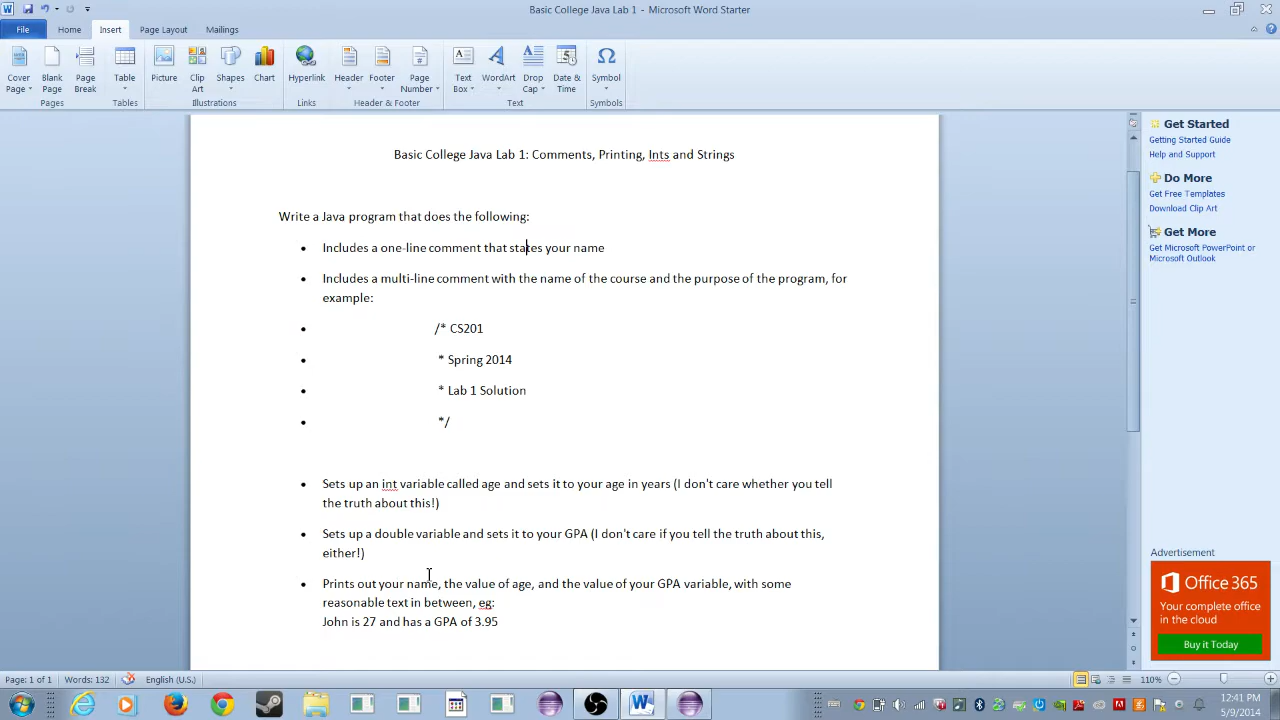 Basic College Java Lab 1 - Microsoft Word Starter
File Home Insert Page Layout Mailings
Cover Page Blank Page Page Break Table Picture Clip Art Shapes Chart Hyperlink Header Footer Page Number Text Box WordArt Drop Cap Date & Time Symbol
Pages Tables Illustrations Links Header & Footer Text Symbols
Basic College Java Lab 1: Comments, Printing, Ints and Strings
Write a Java program that does the following:
• Includes a one-line comment that states your name
• Includes a multi-line comment with the name of the course and the purpose of the program, for
example:
• /* CS201
• * Spring 2014
• * Lab 1 Solution
• */
• Sets up an int variable called age and sets it to your age in years (I don't care whether you tell
the truth about this!)
• Sets up a double variable and sets it to your GPA (I don't care if you tell the truth about this,
either!)
• Prints out your name, the value of age, and the value of your GPA variable, with some
reasonable text in between, eg:
John is 27 and has a GPA of 3.95
Get Started
Getting Started Guide
Help and Support
Do More
Get Free Templates
Download Clip Art
Get More
Get Microsoft PowerPoint or
Microsoft Outlook
Advertisement
Office 365
Your complete office
in the cloud
Buy it Today
Page: 1 of 1 Words: 132 English (U.S.) 110%
12:41 PM
5/9/2014